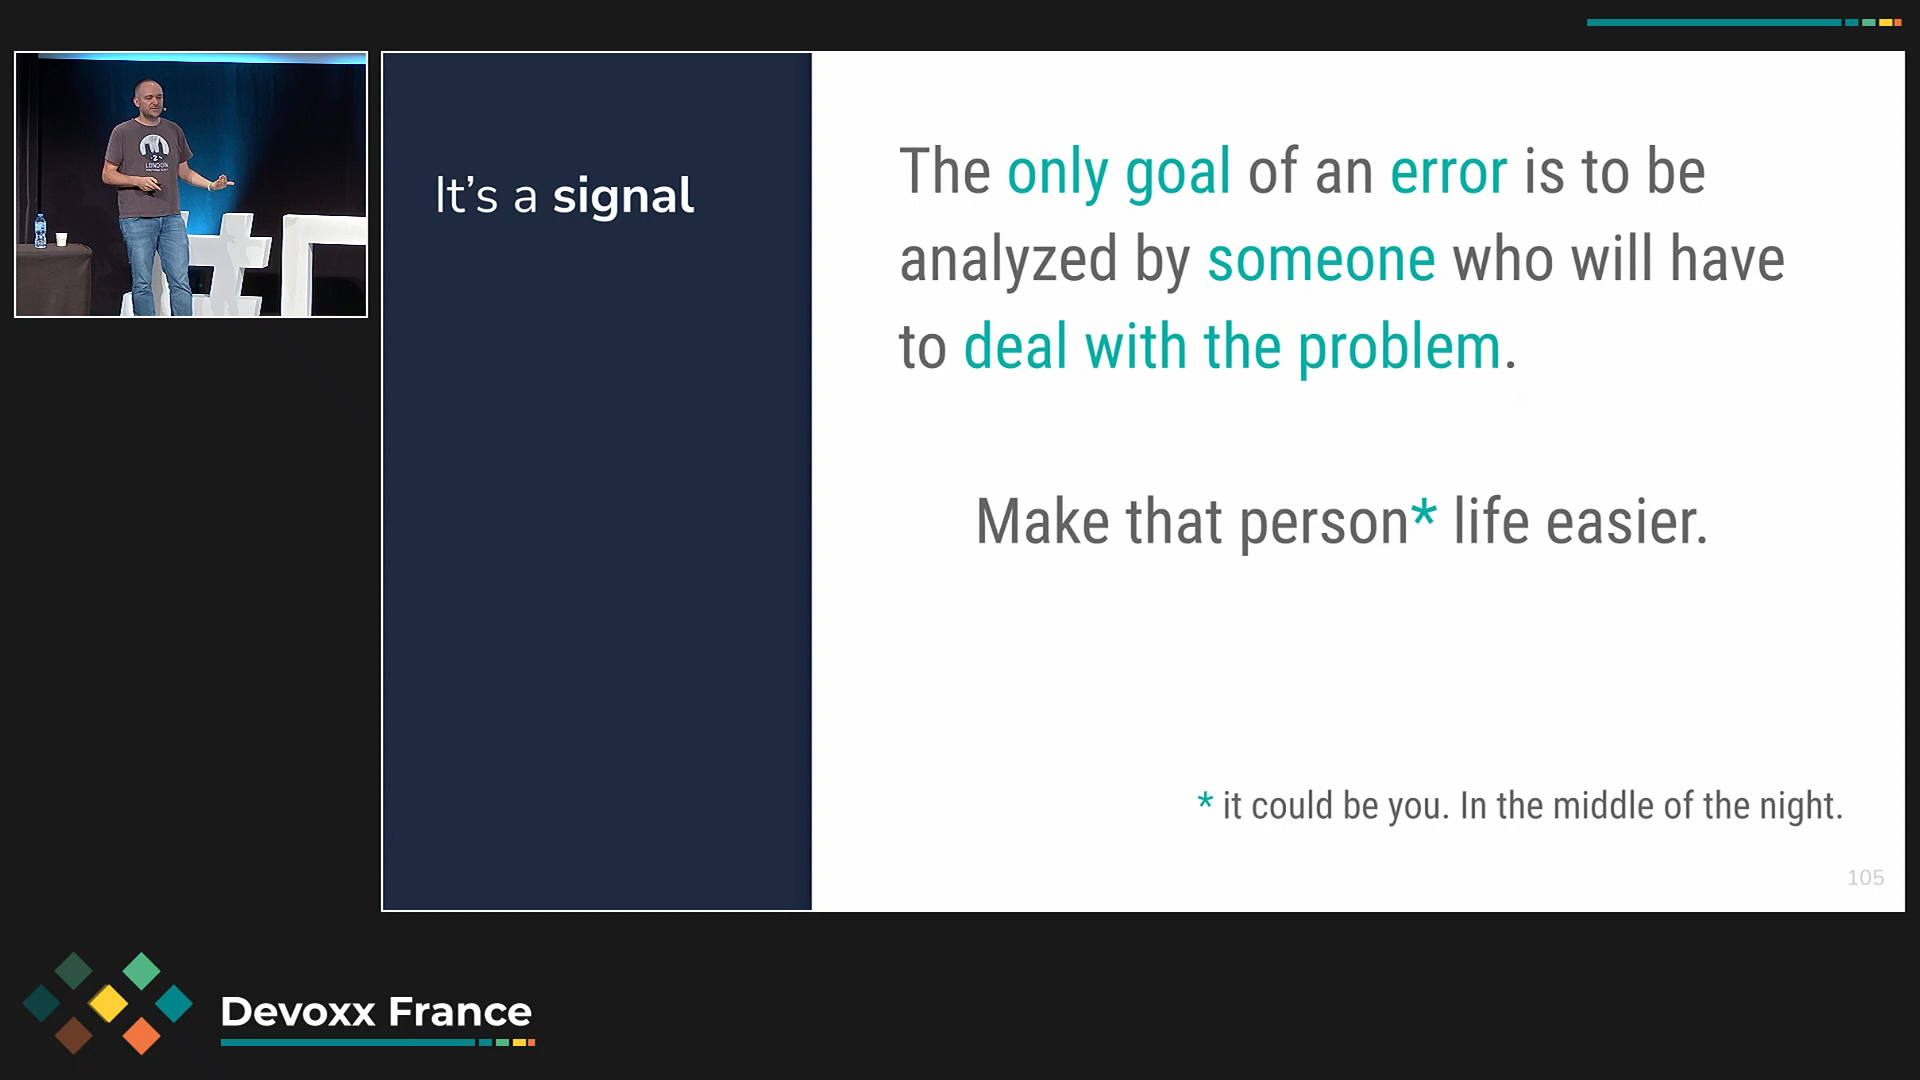 It's a signal
The only goal of an error is to be
analyzed by someone who will have
to deal with the problem.
Make that person* life easier.
* it could be you. In the middle of the night.
105
LONDON
Devoxx France